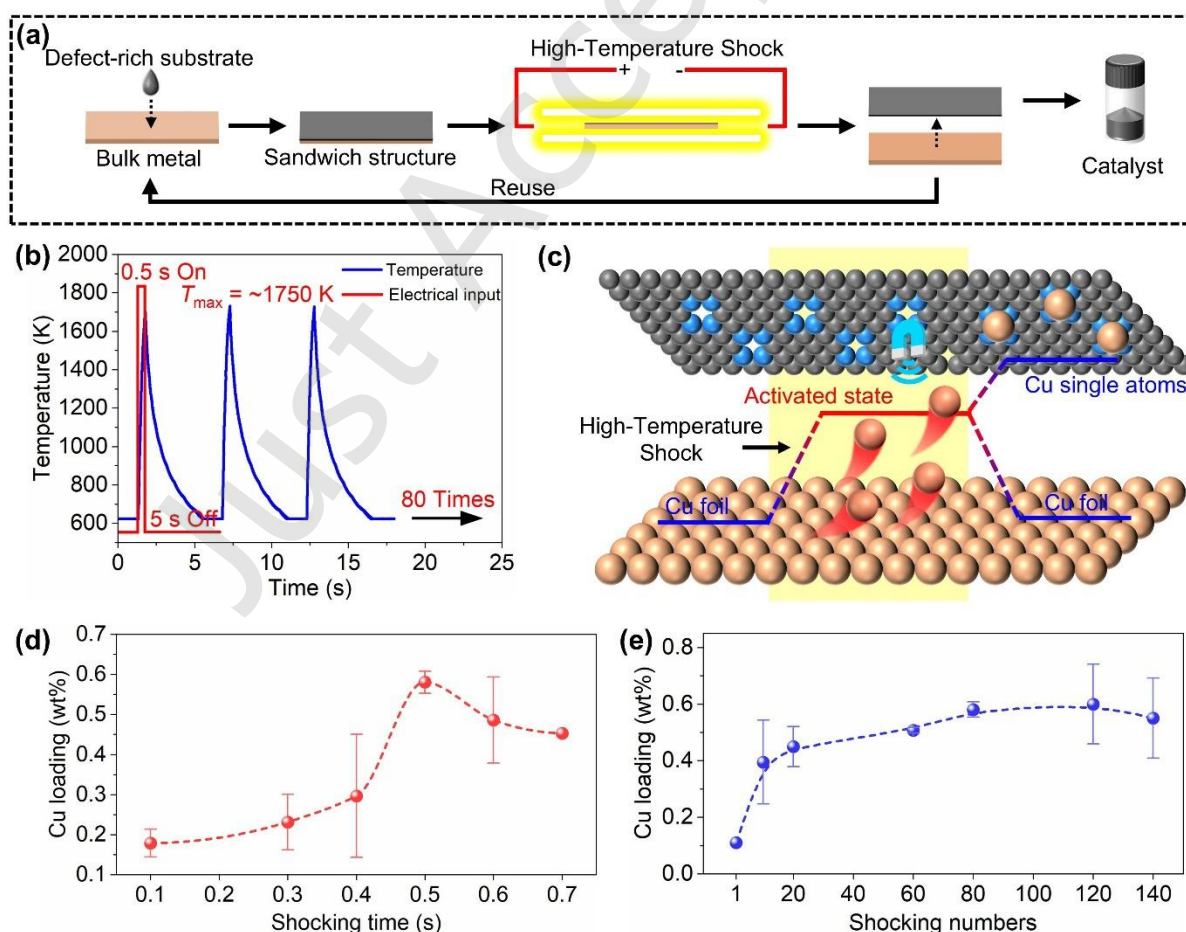 (a)
Defect-rich substrate
High-Temperature Shock
+ -
Bulk metal
Sandwich structure
Catalyst
Reuse
(b)
2000
1800
1600
1400
1200
1000
800
600
Temperature (K)
0.5 s On
Temperature
Electrical input
Tmax = ~1750 K
80 Times
5 s Off
0 5 10 15 20 25
Time (s)
(c)
Cu single atoms
Activated state
High-Temperature
Shock
Cu foil
Cu foil
(d)
0.7
0.6
0.5
0.4
0.3
0.2
0.1
Cu loading (wt%)
0.1 0.2 0.3 0.4 0.5 0.6 0.7
Shocking time (s)
(e)
0.8
0.6
0.4
0.2
0.0
Cu loading (wt%)
1 20 40 60 80 100 120 140
Shocking numbers
Just Acce